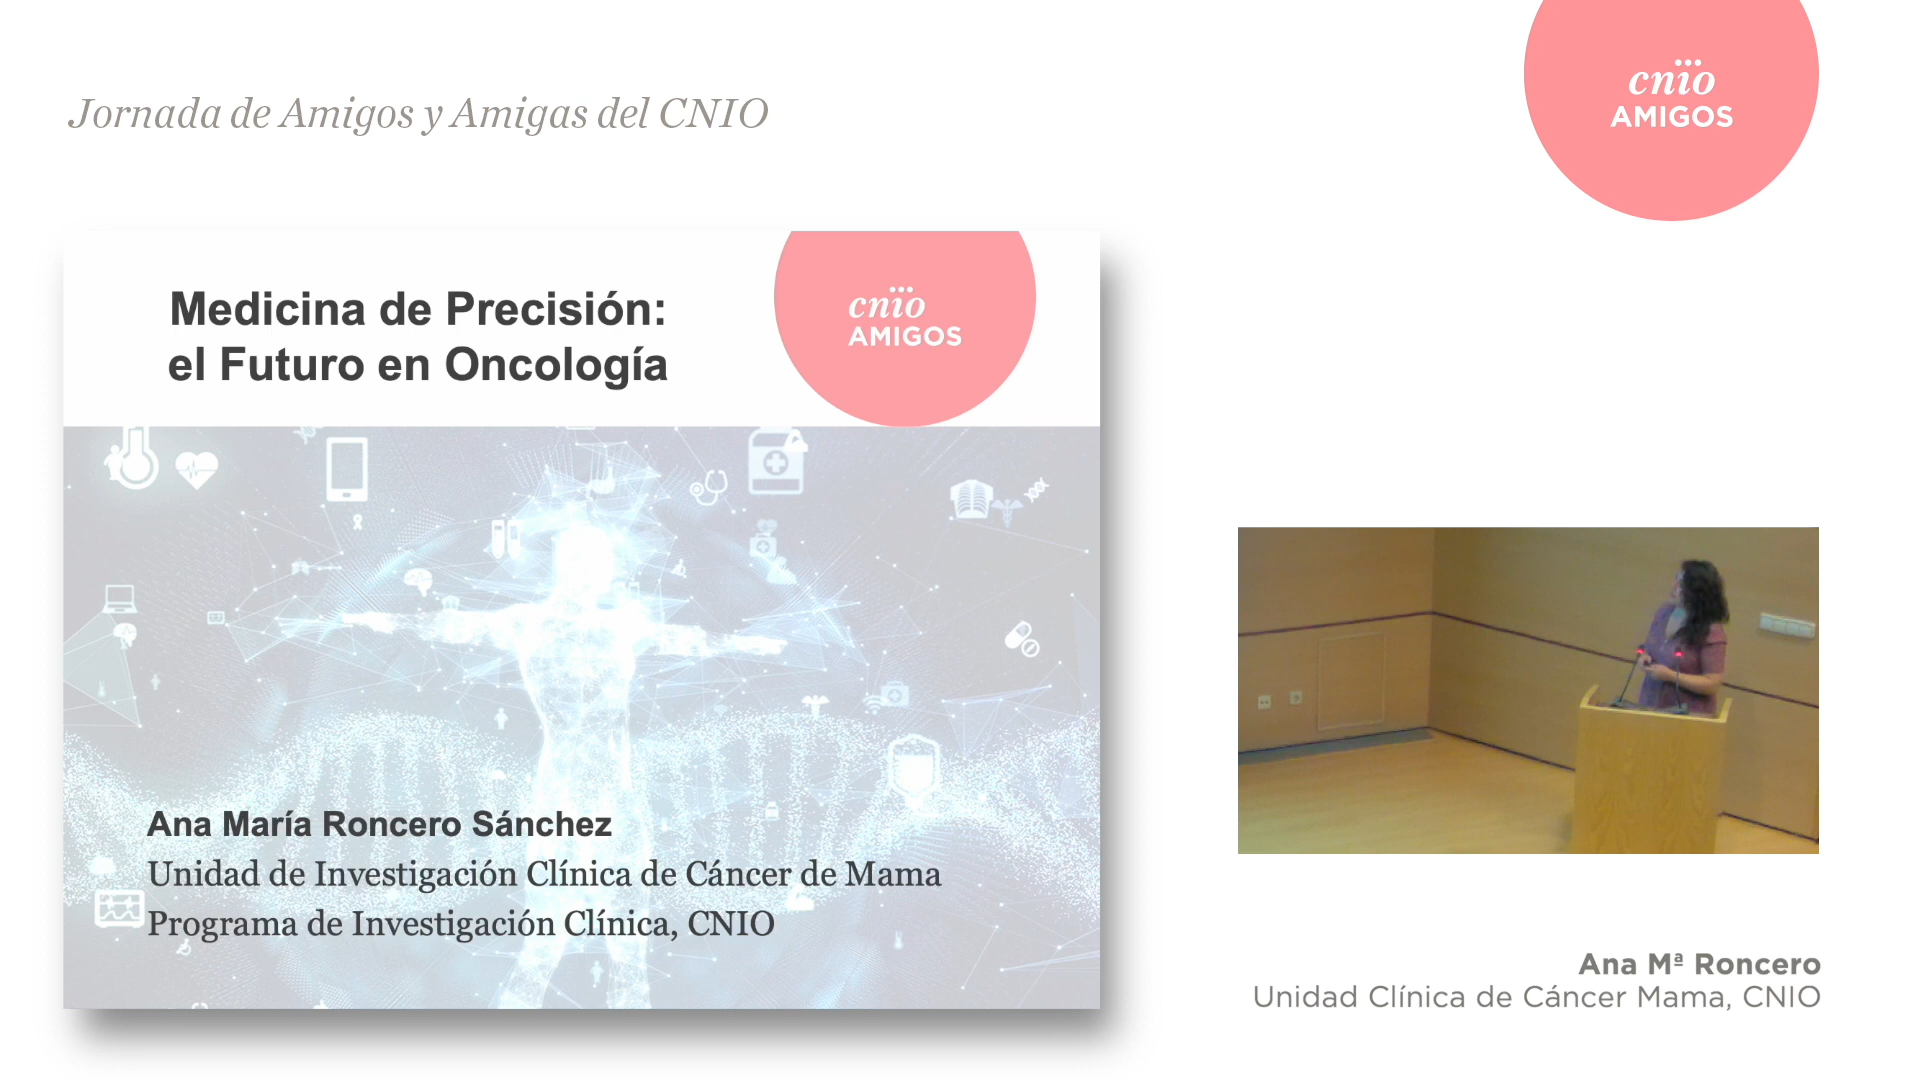 Jornada de Amigos y Amigas del CNIO
cnio
AMIGOS
Medicina de Precisión:
el Futuro en Oncología
cnio
AMIGOS
Ana María Roncero Sánchez
Unidad de Investigación Clínica de Cáncer de Mama
Programa de Investigación Clínica, CNIO
Ana Mª Roncero
Unidad Clínica de Cáncer Mama, CNIO